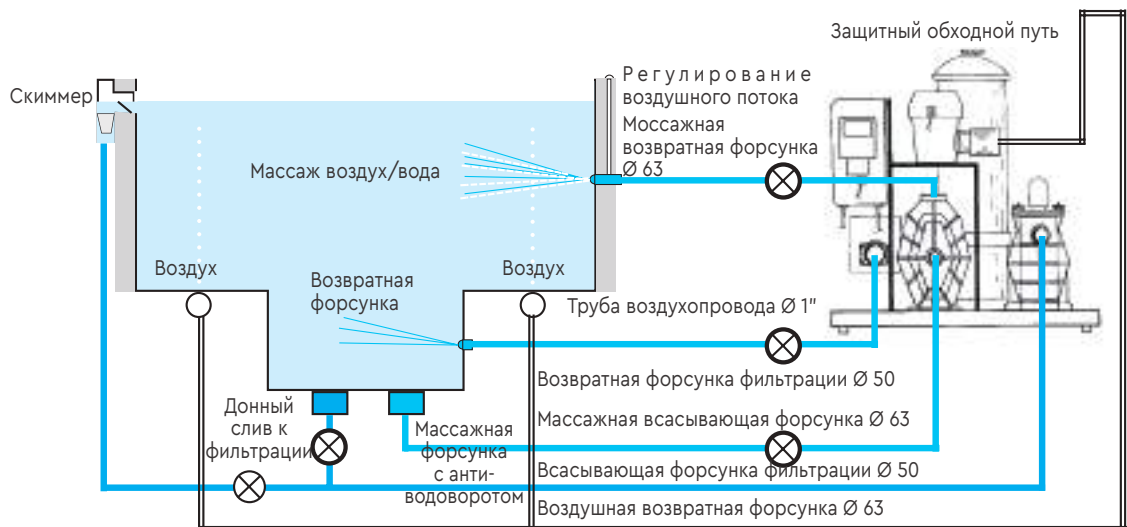 Защитный обходной путь
Скиммер
Регулирование
воздушного потока
Моссажная
возвратная форсунка
Ø 63
Массаж воздух/вода
Воздух
Возвратная
форсунка
Воздух
Труба воздухопровода Ø 1"
Возвратная форсунка фильтрации Ø 50
Донный
слив к
фильтрации
Массажная
форсунка
с анти-
водоворотом
Массажная всасывающая форсунка Ø 63
Всасывающая форсунка фильтрации Ø 50
Воздушная возвратная форсунка Ø 63